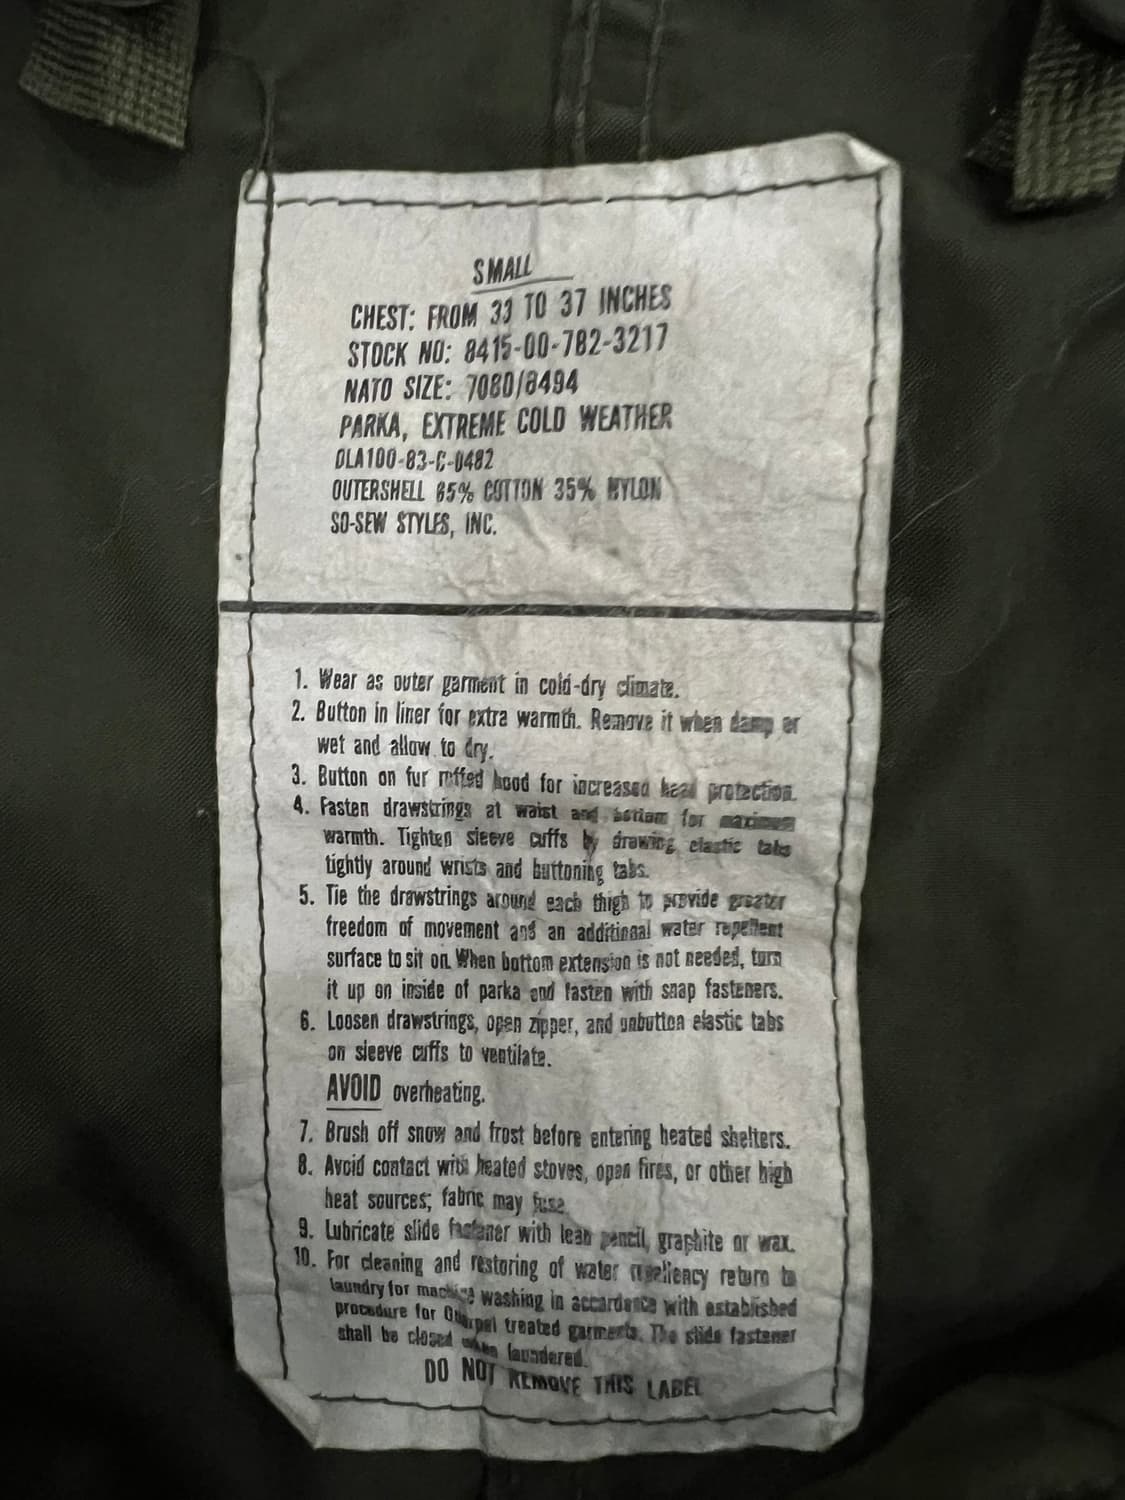 SMALL
CHEST: FROM 33 TO 37 INCHES
STOCK NO: 8415-00-782-3217
NATO SIZE: 7080/8494
PARKA, EXTREME COLD WEATHER
DLA100-83-C-0482
OUTERSHELL 65% COTTON 35% NYLON
SO-SEW STYLES, INC.
1. Wear as outer garment in cold-dry climate.
2. Button in liner for extra warmth. Remove it when damp or
wet and allow to dry.
3. Button on fur ruffed hood for increased head protection.
4. Fasten drawstrings at waist and bottom for maximum
warmth. Tighten sleeve cuffs by drawing elastic tabs
tightly around wrists and buttoning tabs.
5. Tie the drawstrings around each thigh to provide greater
freedom of movement and an additional water repellent
surface to sit on. When bottom extension is not needed, turn
it up on inside of parka and fasten with snap fasteners.
6. Loosen drawstrings, open zipper, and unbutton elastic tabs
on sleeve cuffs to ventilate.
AVOID overheating.
7. Brush off snow and frost before entering heated shelters.
8. Avoid contact with heated stoves, open fires, or other high
heat sources; fabric may fuse.
9. Lubricate slide fastener with lead pencil, graphite or wax.
10. For cleaning and restoring of water repellency return to
laundry for machine washing in accordance with established
procedure for Quarpel treated garments. The slide fastener
shall be closed when laundered.
DO NOT REMOVE THIS LABEL